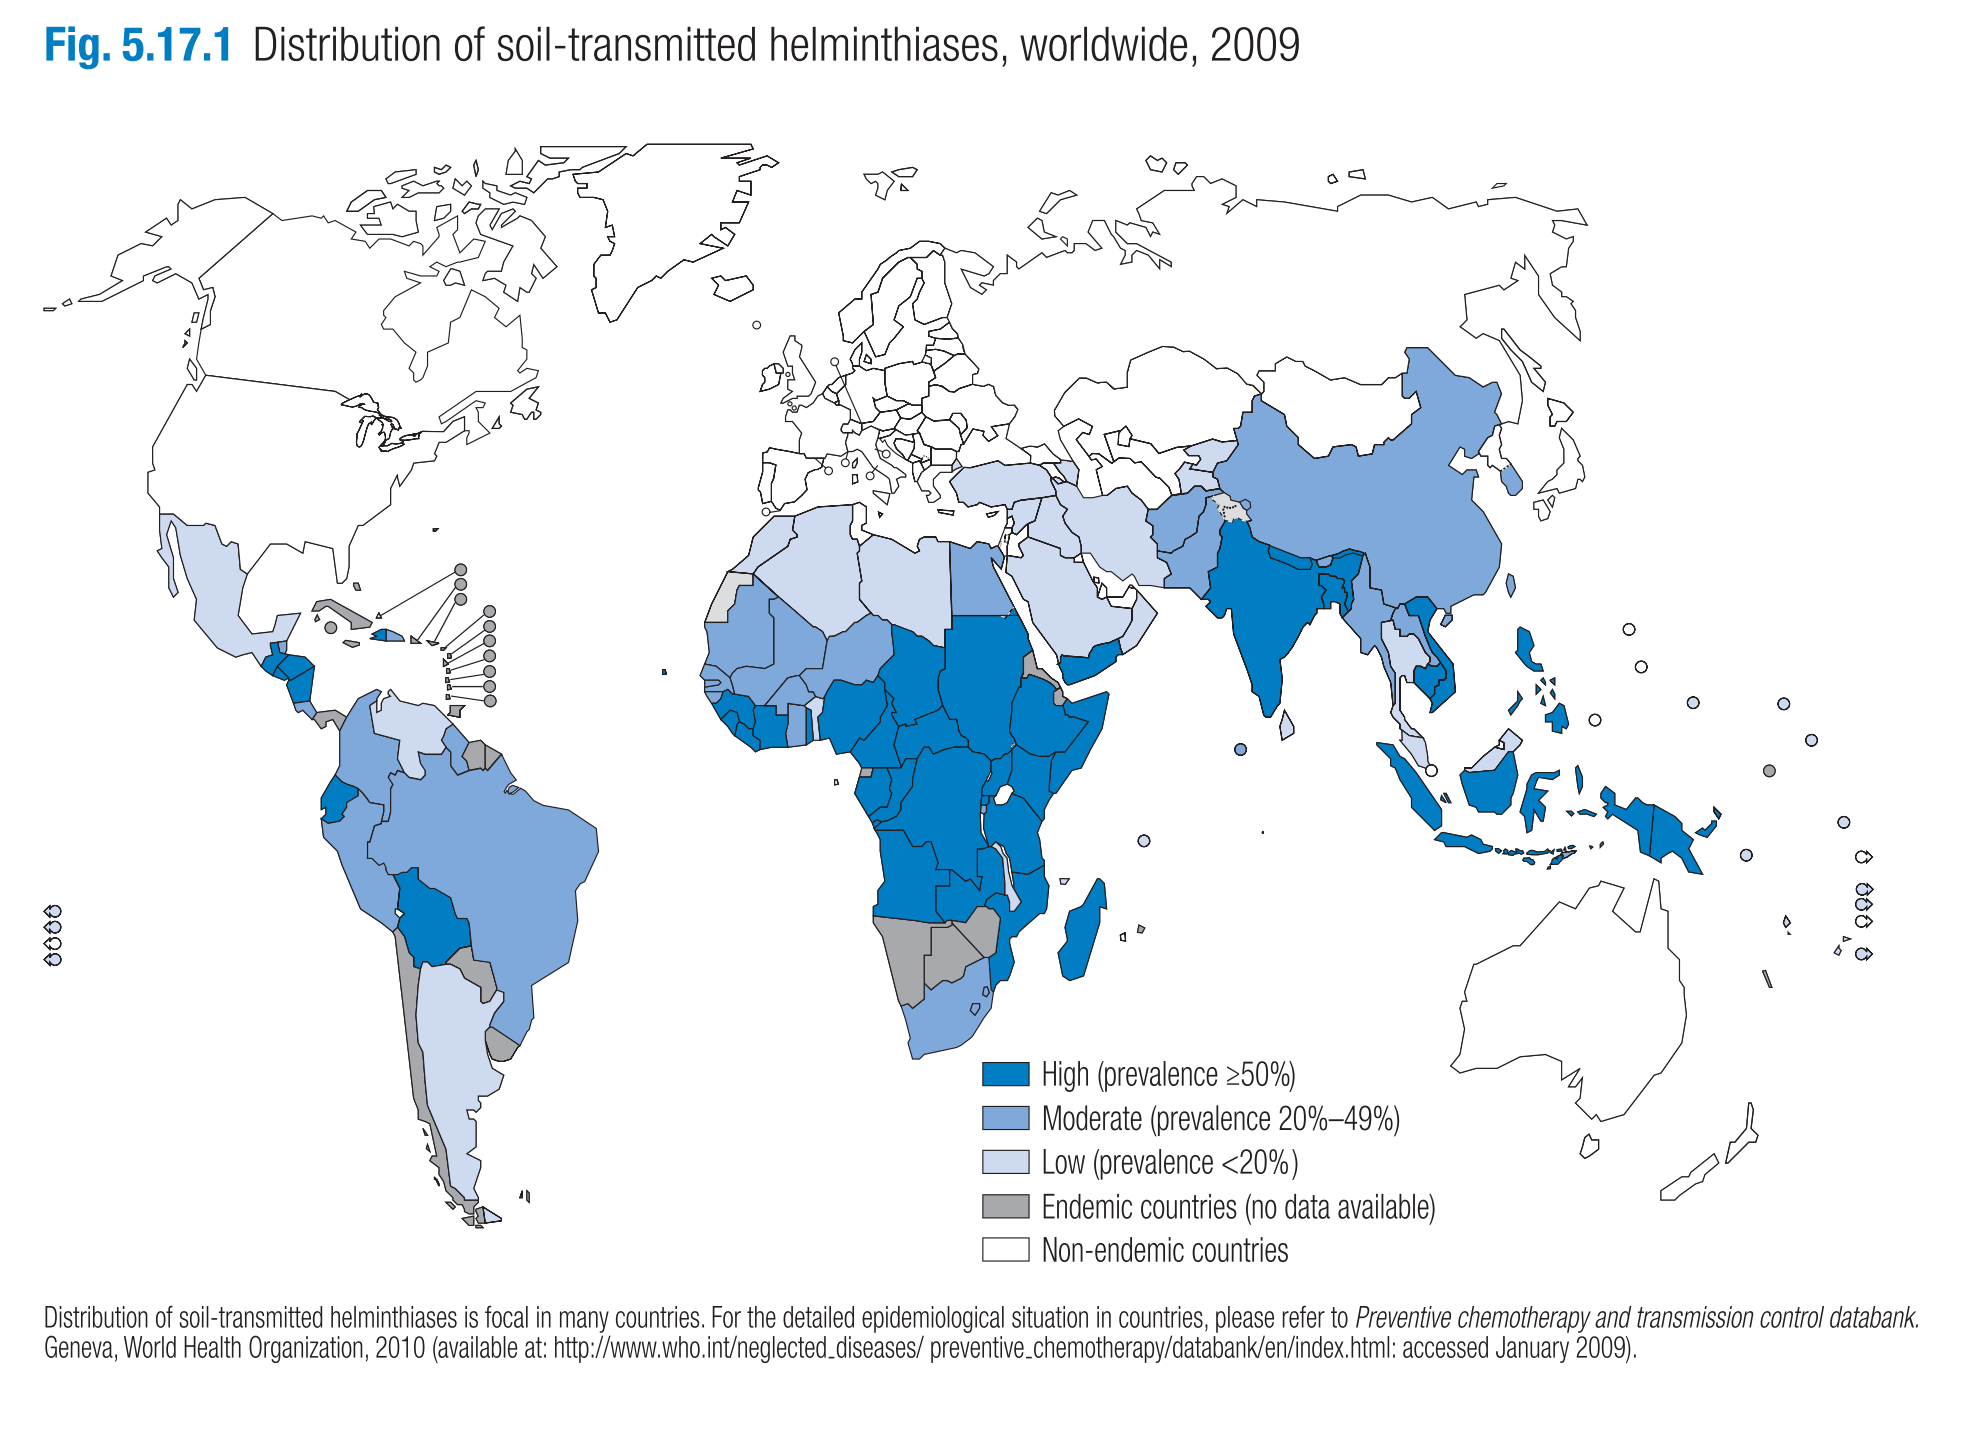 Fig. 5.17.1 Distribution of soil-transmitted helminthiases, worldwide, 2009
High (prevalence ≥50%)
Moderate (prevalence 20%–49%)
Low (prevalence <20%)
Endemic countries (no data available)
Non-endemic countries
Distribution of soil-transmitted helminthiases is focal in many countries. For the detailed epidemiological situation in countries, please refer to Preventive chemotherapy and transmission control databank.
Geneva, World Health Organization, 2010 (available at: http://www.who.int/neglected_diseases/ preventive_chemotherapy/databank/en/index.html: accessed January 2009).